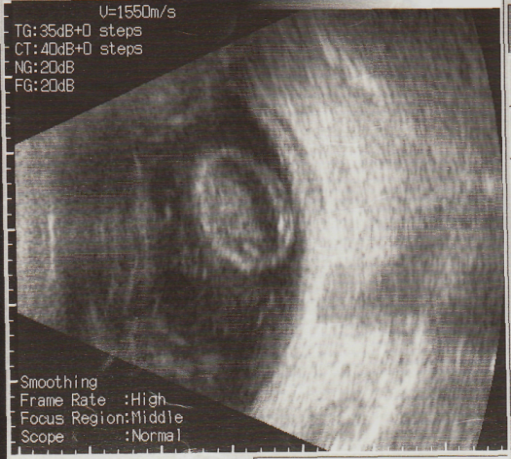 V=1550m/s
TG:35dB+0 steps
CT:40dB+0 steps
NG:20dB
FG:20dB
Smoothing
Frame Rate :High
Focus Region:Middle
Scope :Normal